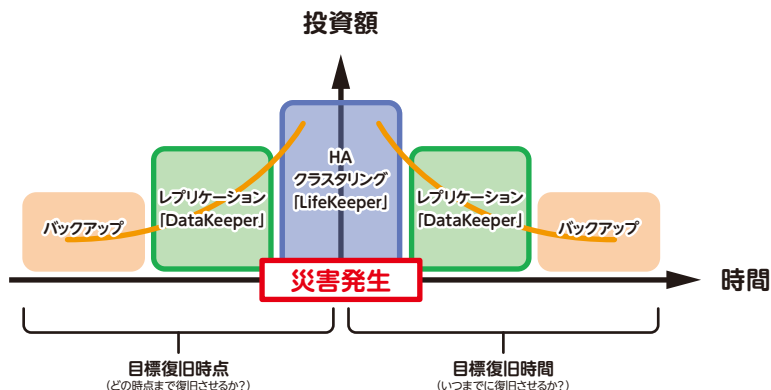 投資額
HA
クラスタリング
「LifeKeeper」
レプリケーション
「DataKeeper」
レプリケーション
「DataKeeper」
バックアップ
バックアップ
災害発生
時間
目標復旧時点
(どの時点まで復旧させるか?)
目標復旧時間
(いつまでに復旧させるか?)